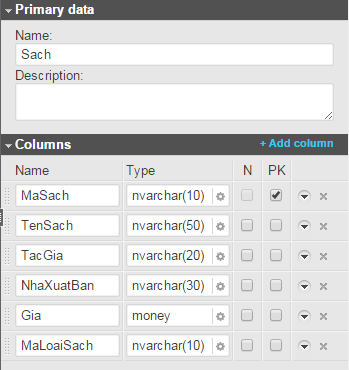 Primary data
Name:
Sach
Description:
Columns + Add column
Name Type N PK
MaSach nvarchar(10)
TenSach nvarchar(50)
TacGia nvarchar(20)
NhaXuatBan nvarchar(30)
Gia money
MaLoaiSach nvarchar(10)